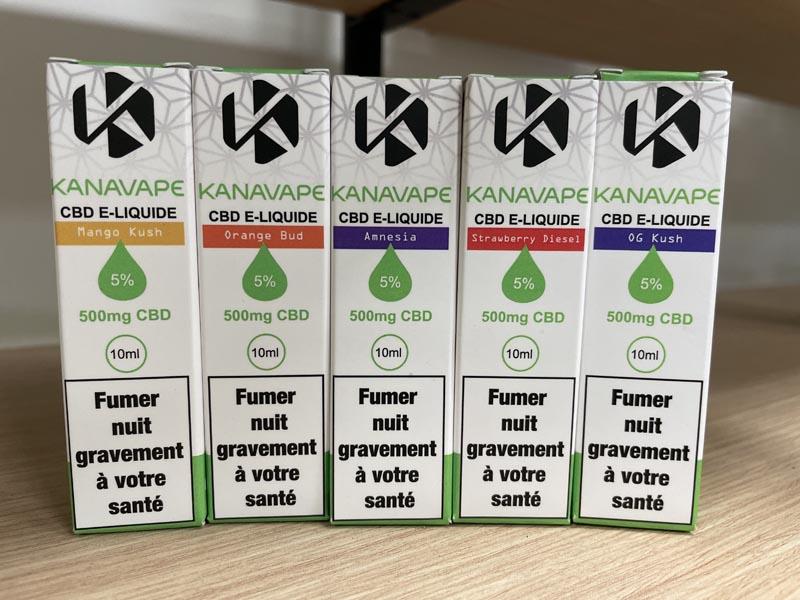 KANAVAPE
CBD E-LIQUIDE
Mango Kush
5%
500mg CBD
10ml
Fumer
nuit
gravement
à votre
santé
KANAVAPE
CBD E-LIQUIDE
Orange Bud
5%
500mg CBD
10ml
Fumer
nuit
gravement
à votre
santé
KANAVAPE
CBD E-LIQUIDE
Amnesia
5%
500mg CBD
10ml
Fumer
nuit
gravement
à votre
santé
KANAVAPE
CBD E-LIQUIDE
Strawberry Diesel
5%
500mg CBD
10ml
Fumer
nuit
gravement
à votre
santé
KANAVAPE
CBD E-LIQUIDE
OG Kush
5%
500mg CBD
10ml
Fumer
nuit
gravement
à votre
santé